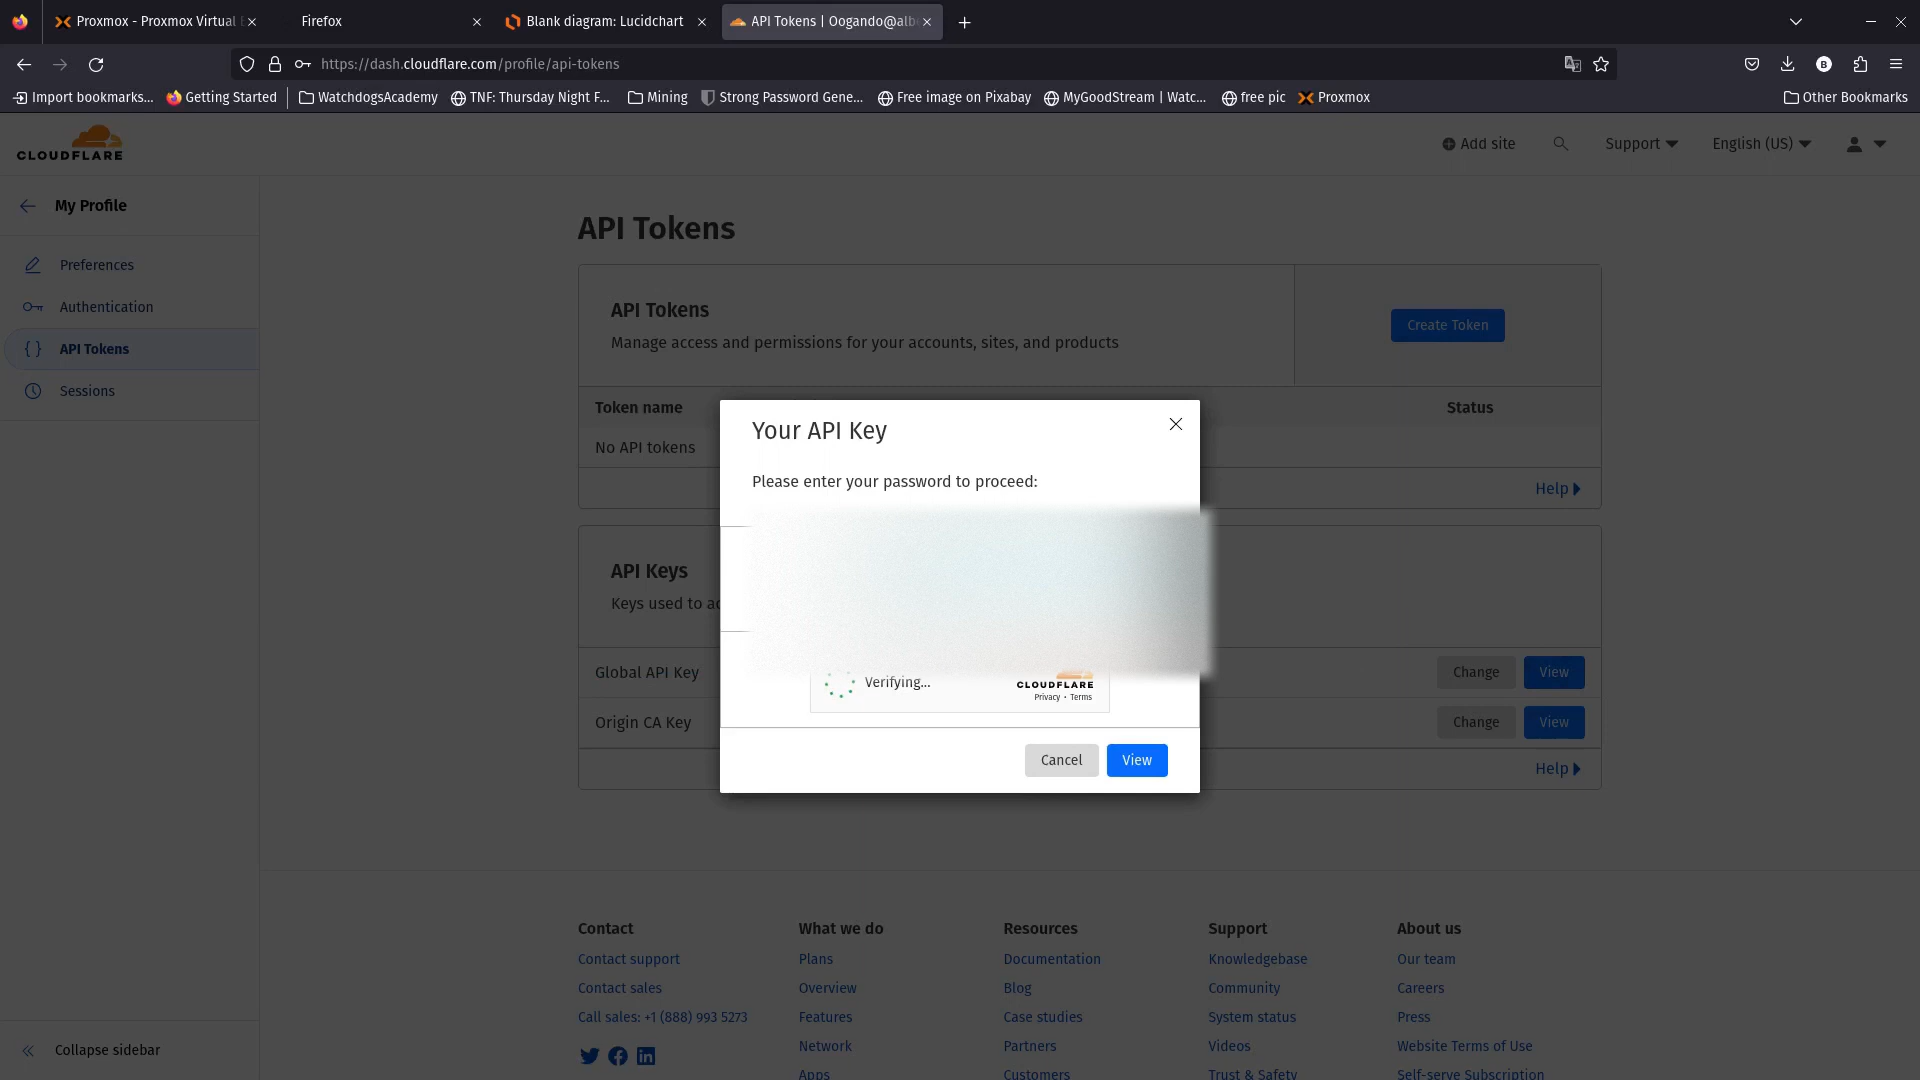 Proxmox - Proxmox Virtual E
Firefox
Blank diagram: Lucidchart
API Tokens | Oogando@alb
https://dash.cloudflare.com/profile/api-tokens
Import bookmarks...
Getting Started
WatchdogsAcademy
TNF: Thursday Night F...
Mining
Strong Password Gene...
Free image on Pixabay
MyGoodStream | Watc...
free pic
Proxmox
Other Bookmarks
CLOUDFLARE
Add site
Support
English (US)
My Profile
Preferences
Authentication
API Tokens
Sessions
API Tokens
API Tokens
Manage access and permissions for your accounts, sites, and products
Create Token
Token name
Status
No API tokens
Help
Your API Key
Please enter your password to proceed:
Verifying...
CLOUDFLARE
Privacy • Terms
Cancel
View
API Keys
Keys used to
Global API Key
Change
View
Origin CA Key
Change
View
Help
Contact
Contact support
Contact sales
Call sales: +1 (888) 993 5273
What we do
Plans
Overview
Features
Network
Apps
Resources
Documentation
Blog
Case studies
Partners
Customers
Support
Knowledgebase
Community
System status
Videos
Trust & Safety
About us
Our team
Careers
Press
Website Terms of Use
Self-serve Subscription
Collapse sidebar